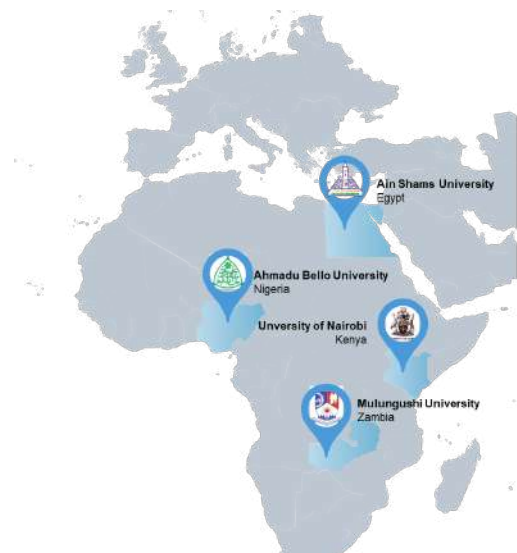 Ain Shams University
Egypt
Ahmadu Bello University
Nigeria
Unversity of Nairobi
Kenya
Mulungushi University
Zambia